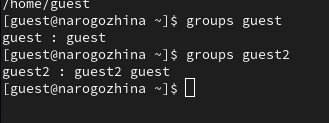 /home/guest
[guest@narogozhina ~]$ groups guest
guest : guest
[guest@narogozhina ~]$ groups guest2
guest2 : guest2 guest
[guest@narogozhina ~]$